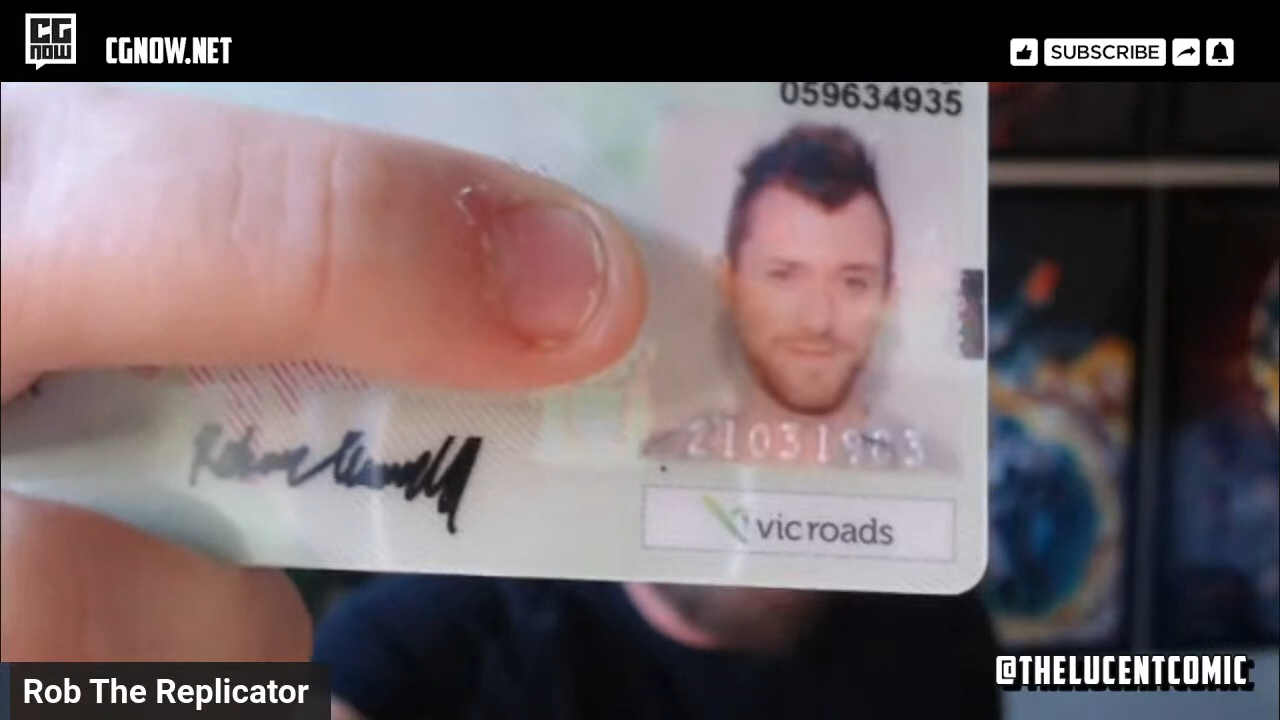 CG
NOW
CGNOW.NET
SUBSCRIBE
059634935
vicroads
@THELUCENTCOMIC
Rob The Replicator